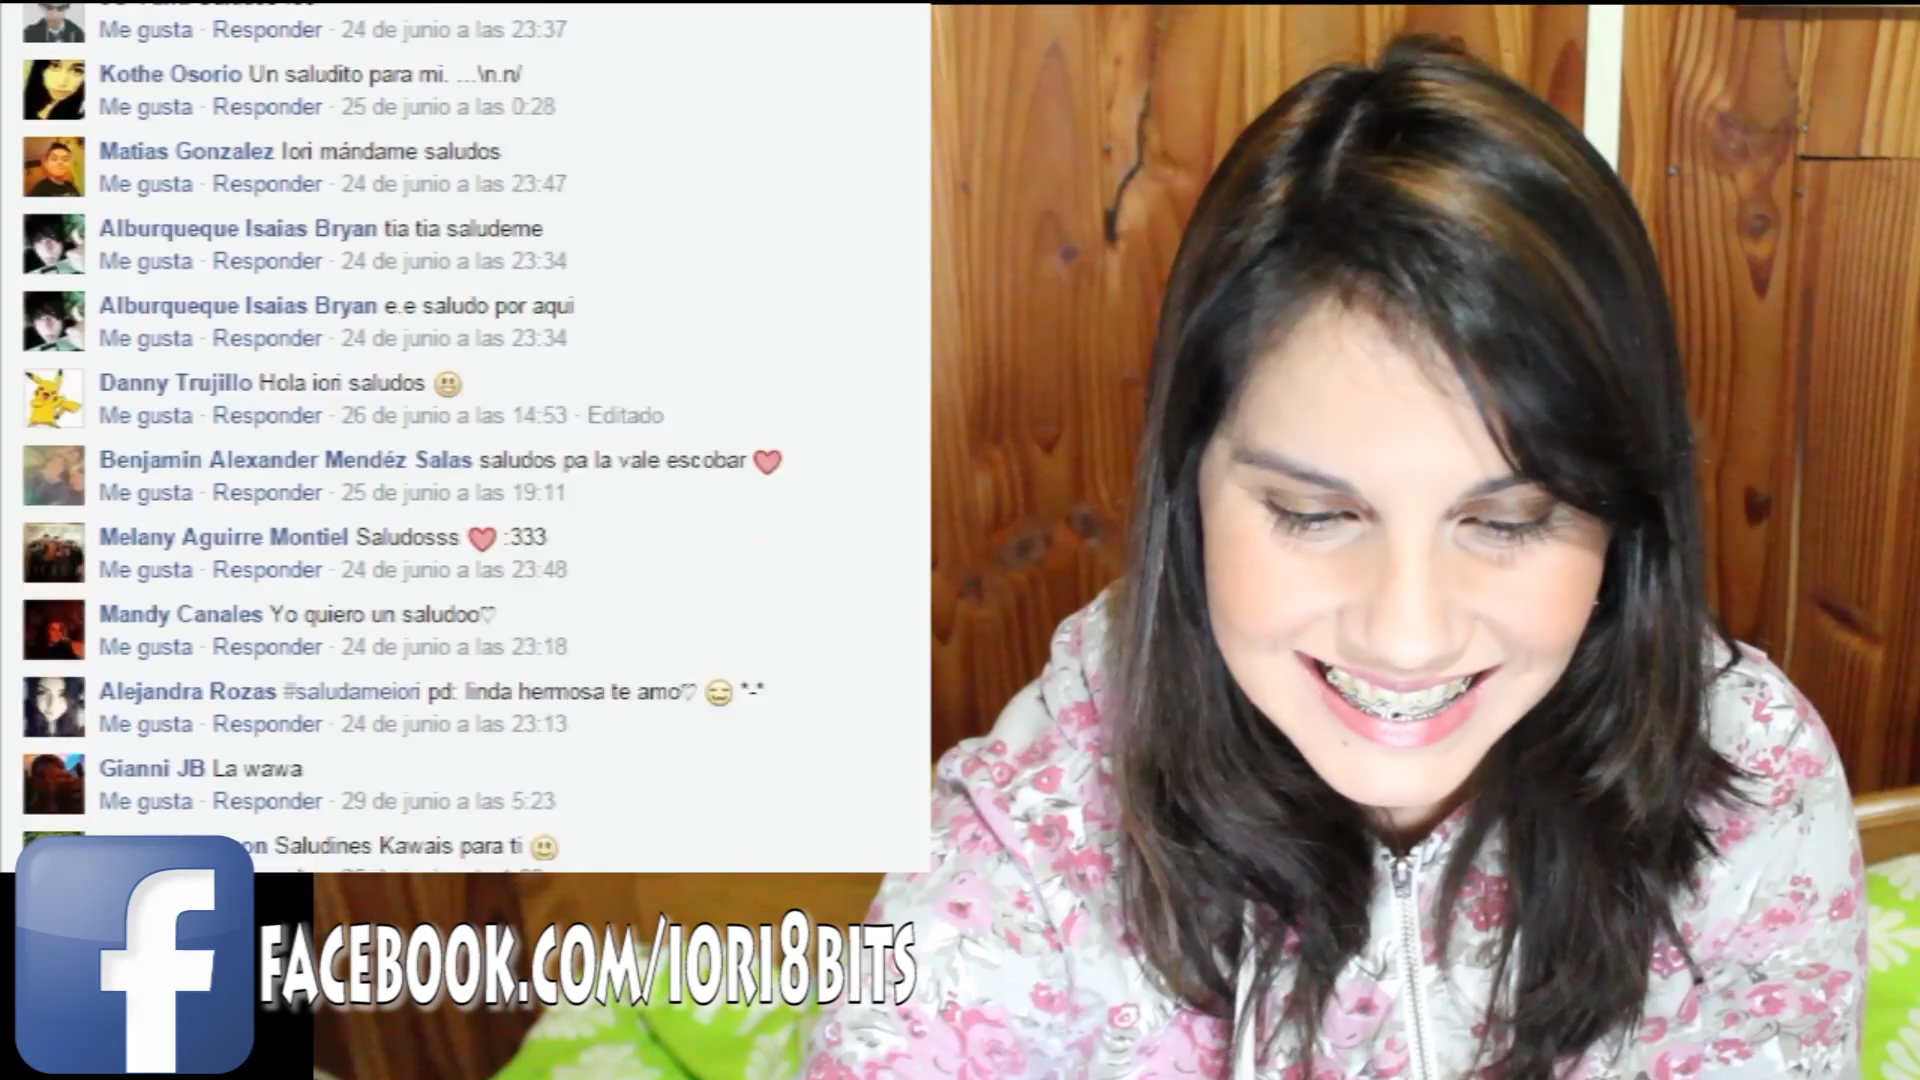 Me gusta · Responder · 24 de junio a las 23:37
Kothe Osorio Un saludito para mi. ...\n.n/
Me gusta · Responder · 25 de junio a las 0:28
Matias Gonzalez Iori mándame saludos
Me gusta · Responder · 24 de junio a las 23:47
Alburqueque Isaias Bryan tia tia saludeme
Me gusta · Responder · 24 de junio a las 23:34
Alburqueque Isaias Bryan e.e saludo por aqui
Me gusta · Responder · 24 de junio a las 23:34
Danny Trujillo Hola iori saludos 😀
Me gusta · Responder · 26 de junio a las 14:53 · Editado
Benjamin Alexander Mendéz Salas saludos pa la vale escobar ❤
Me gusta · Responder · 25 de junio a las 19:11
Melany Aguirre Montiel Saludosss ❤ :333
Me gusta · Responder · 24 de junio a las 23:48
Mandy Canales Yo quiero un saludoo♡
Me gusta · Responder · 24 de junio a las 23:18
Alejandra Rozas #saludameiori pd: linda hermosa te amo♡ 😊 *-*
Me gusta · Responder · 24 de junio a las 23:13
Gianni JB La wawa
Me gusta · Responder · 29 de junio a las 5:23
Saludines Kawais para ti 🙂
f
FACEBOOK.COM/IORI8BITS